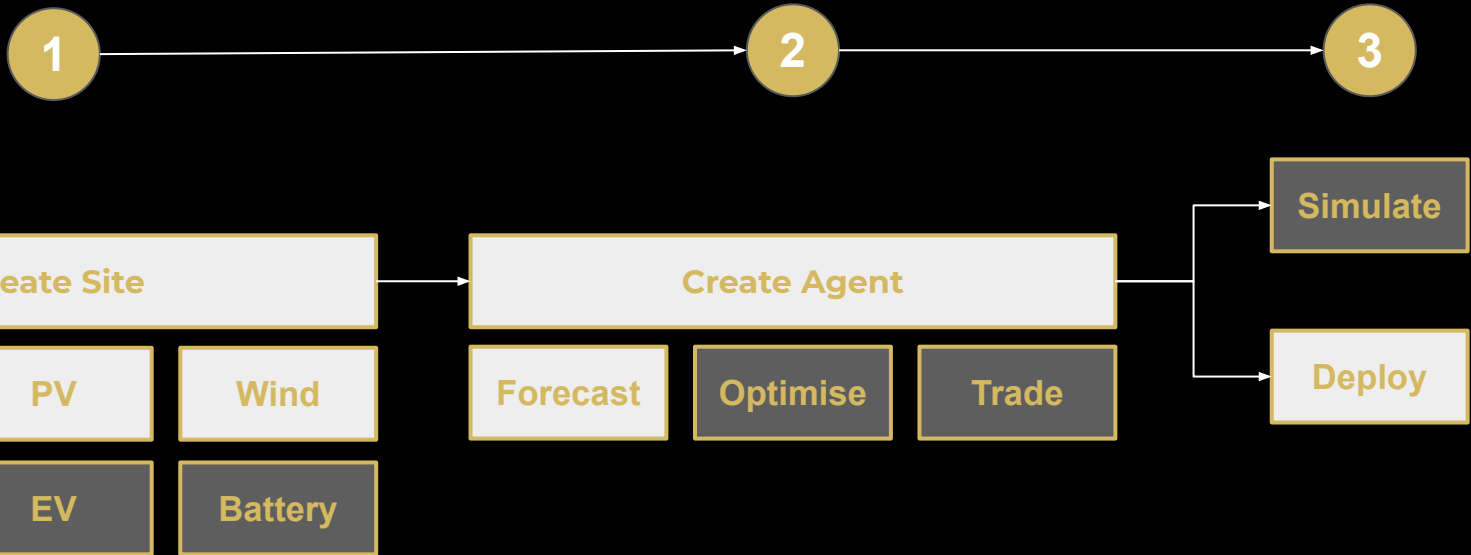 1
2
3
Simulate
eate Site
Create Agent
PV
Wind
Forecast
Optimise
Trade
Deploy
EV
Battery